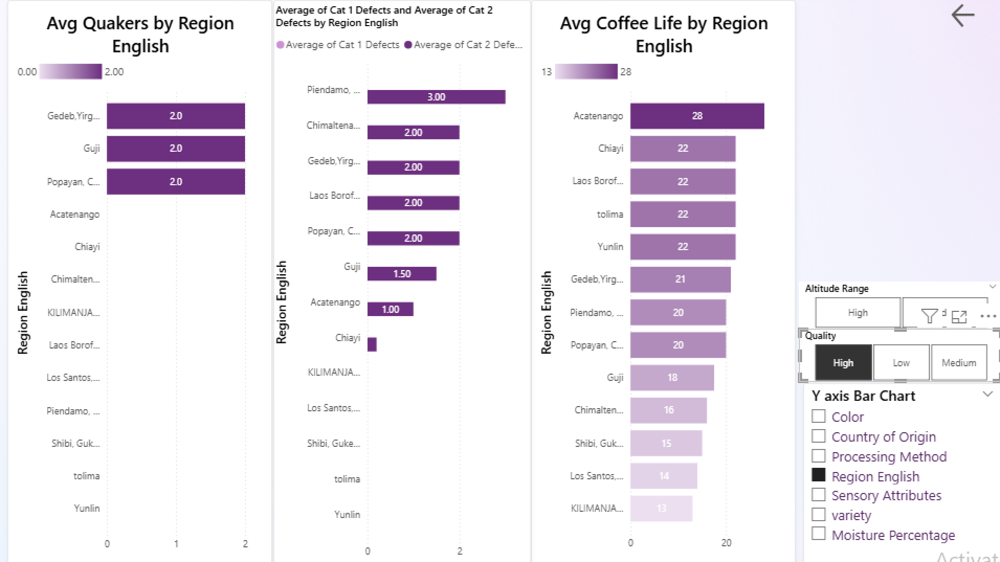 Avg Quakers by Region
English
0.00 2.00
Gedeb,Yirg... 2.0
Guji 2.0
Popayan, C... 2.0
Acatenango
Chiayi
Chimalten...
KILIMANJA...
Laos Borof...
Los Santos,...
Piendamo, ...
Shibi, Guk...
tolima
Yunlin
Region English
0 1 2
Average of Cat 1 Defects and Average of Cat 2
Defects by Region English
Average of Cat 1 Defects Average of Cat 2 Defe...
Piendamo, ... 3.00
Chimaltena... 2.00
Gedeb,Yirg... 2.00
Laos Borof... 2.00
Popayan, C... 2.00
Guji 1.50
Acatenango 1.00
Chiayi
KILIMANJA...
Los Santos,...
Shibi, Guke...
tolima
Yunlin
Region English
0 2
Avg Coffee Life by Region
English
13 28
Acatenango 28
Chiayi 22
Laos Borof... 22
tolima 22
Yunlin 22
Gedeb,Yirg... 21
Piendamo, ... 20
Popayan, C... 20
Guji 18
Chimalten... 16
Shibi, Guk... 15
Los Santos,... 14
KILIMANJA... 13
Region English
0 20
Altitude Range
High
Quality
High Low Medium
Y axis Bar Chart
Color
Country of Origin
Processing Method
Region English
Sensory Attributes
variety
Moisture Percentage